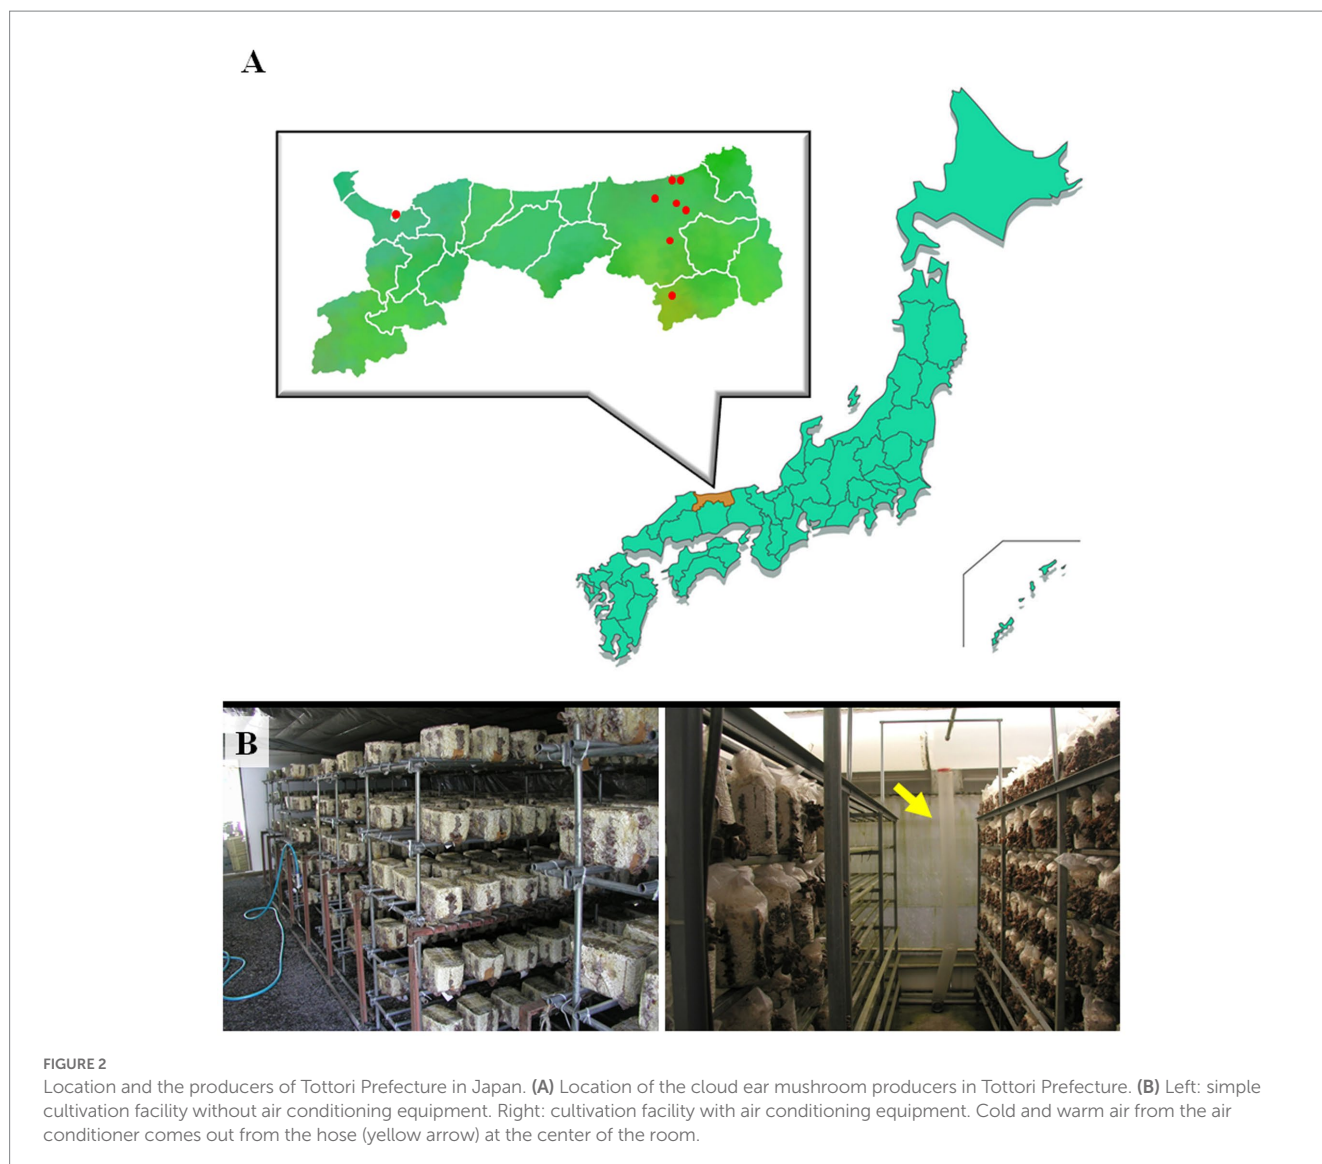 A
B
FIGURE 2
Location and the producers of Tottori Prefecture in Japan. (A) Location of the cloud ear mushroom producers in Tottori Prefecture. (B) Left: simple
cultivation facility without air conditioning equipment. Right: cultivation facility with air conditioning equipment. Cold and warm air from the air
conditioner comes out from the hose (yellow arrow) at the center of the room.